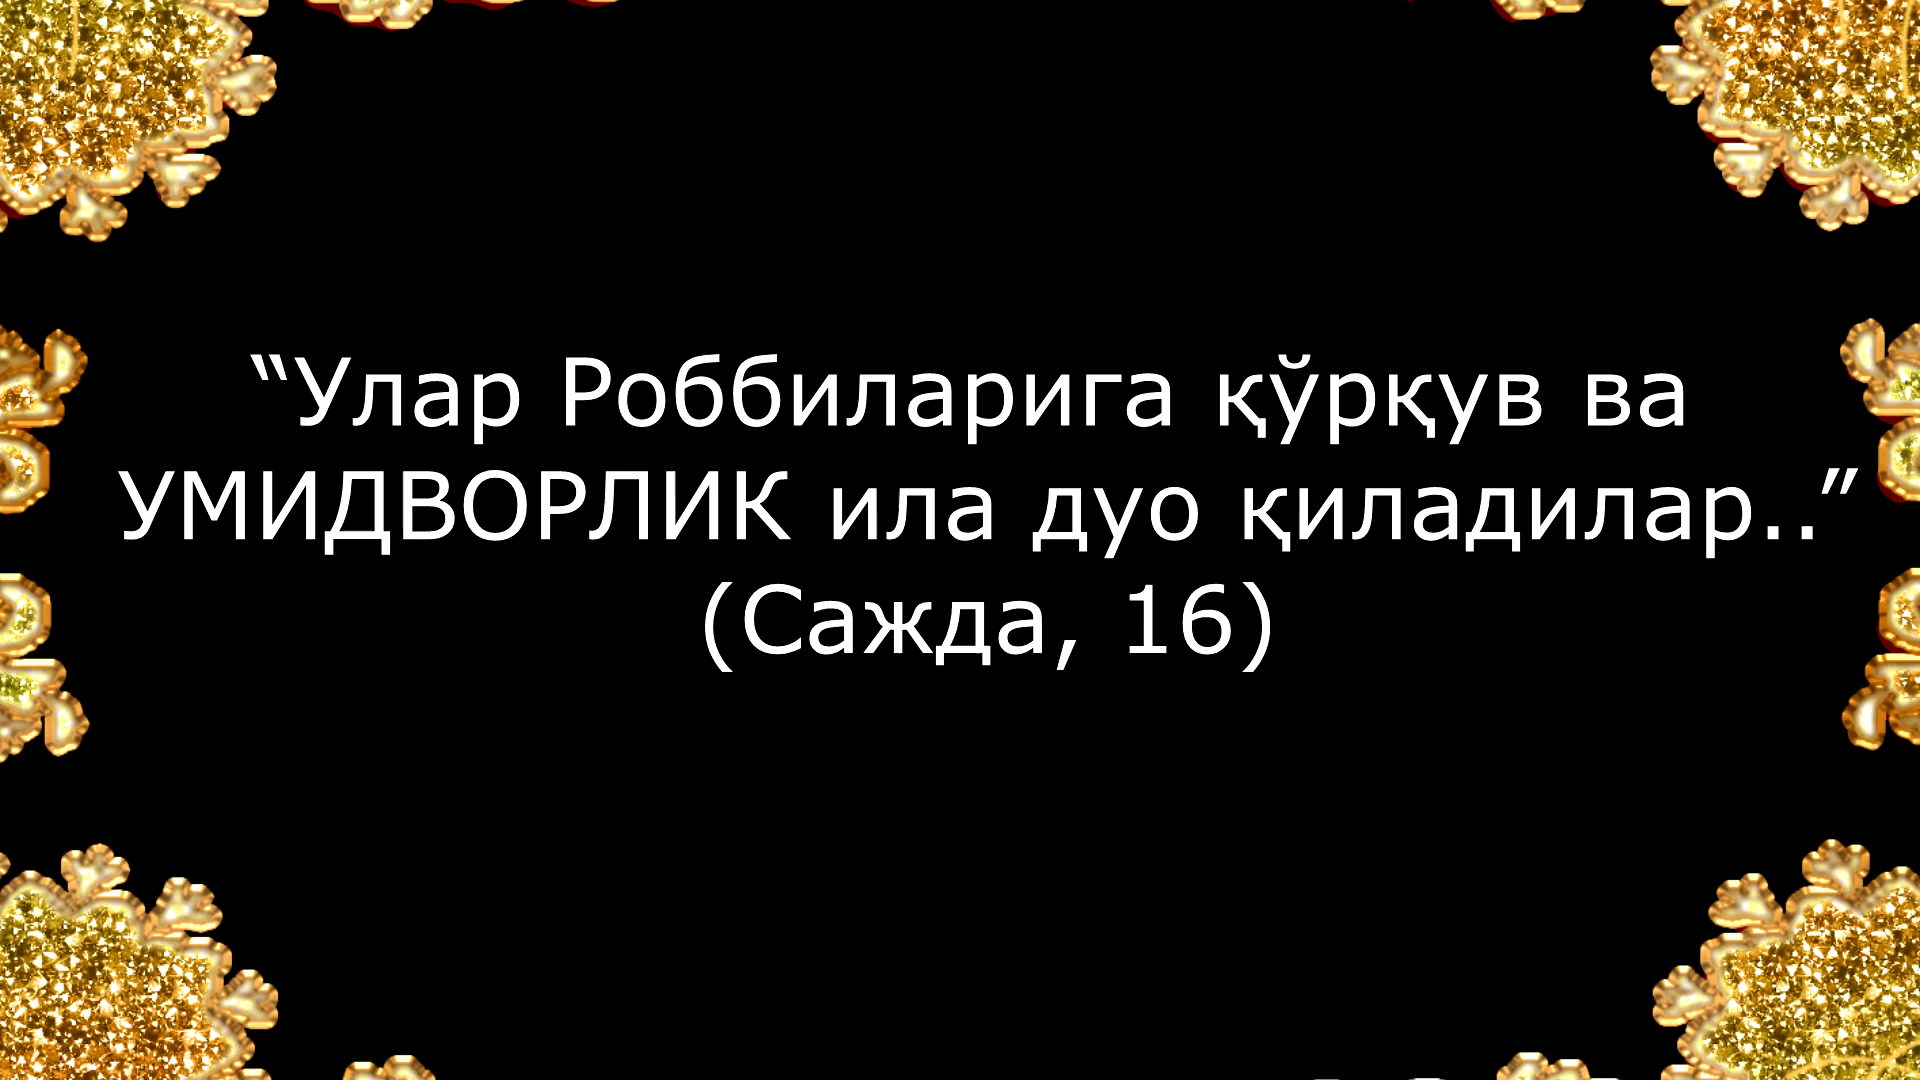 “Улар Роббиларига қўрқув ва
УМИДВОРЛИК ила дуо қиладилар..”
(Сажда, 16)